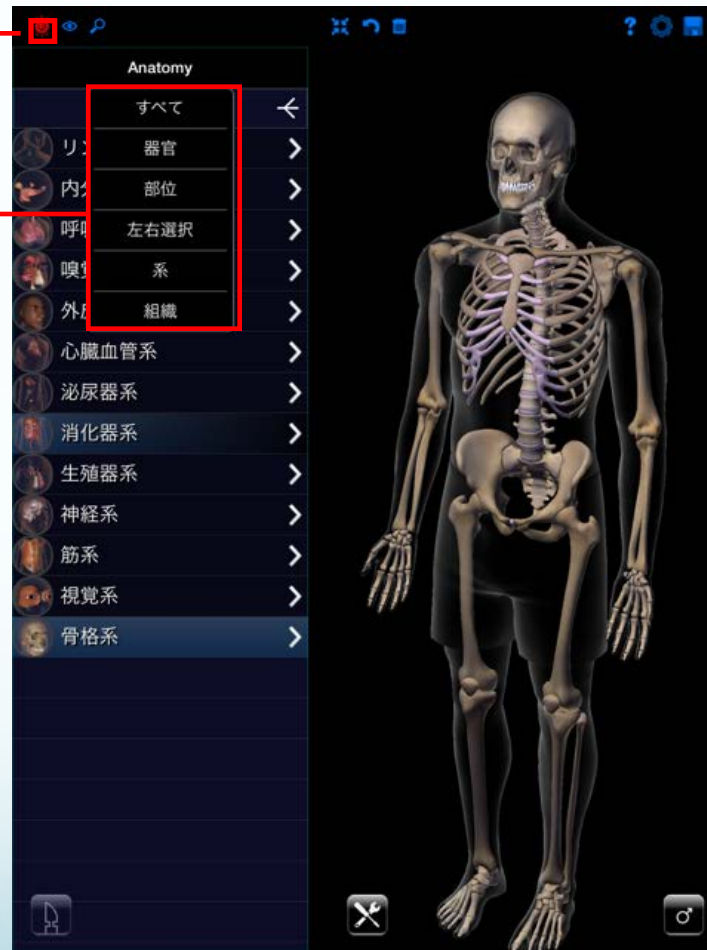 ?
Anatomy
すべて
器官
部位
左右選択
系
組織
リン
内分
呼吸
嗅覚
外皮
心臓血管系
泌尿器系
消化器系
生殖器系
神経系
筋系
視覚系
骨格系
♂